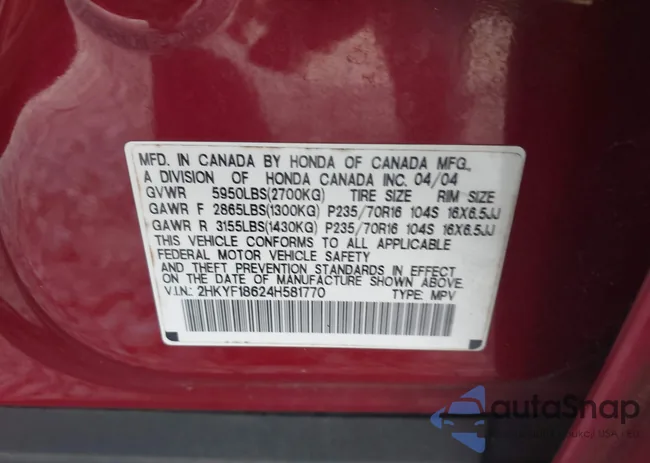 MFD. IN CANADA BY HONDA OF CANADA MFG.,
A DIVISION OF HONDA CANADA INC. 04/04
GVWR 5950LBS(2700KG) TIRE SIZE RIM SIZE
GAWR F 2865LBS(1300KG) P235/70R16 104S 16X6.5JJ
GAWR R 3155LBS(1430KG) P235/70R16 104S 16X6.5JJ
THIS VEHICLE CONFORMS TO ALL APPLICABLE
FEDERAL MOTOR VEHICLE SAFETY
AND THEFT PREVENTION STANDARDS IN EFFECT
ON THE DATE OF MANUFACTURE SHOWN ABOVE.
V.I.N.: 2HKYF18624H581770 TYPE: MPV
autoSnap
USA i EU